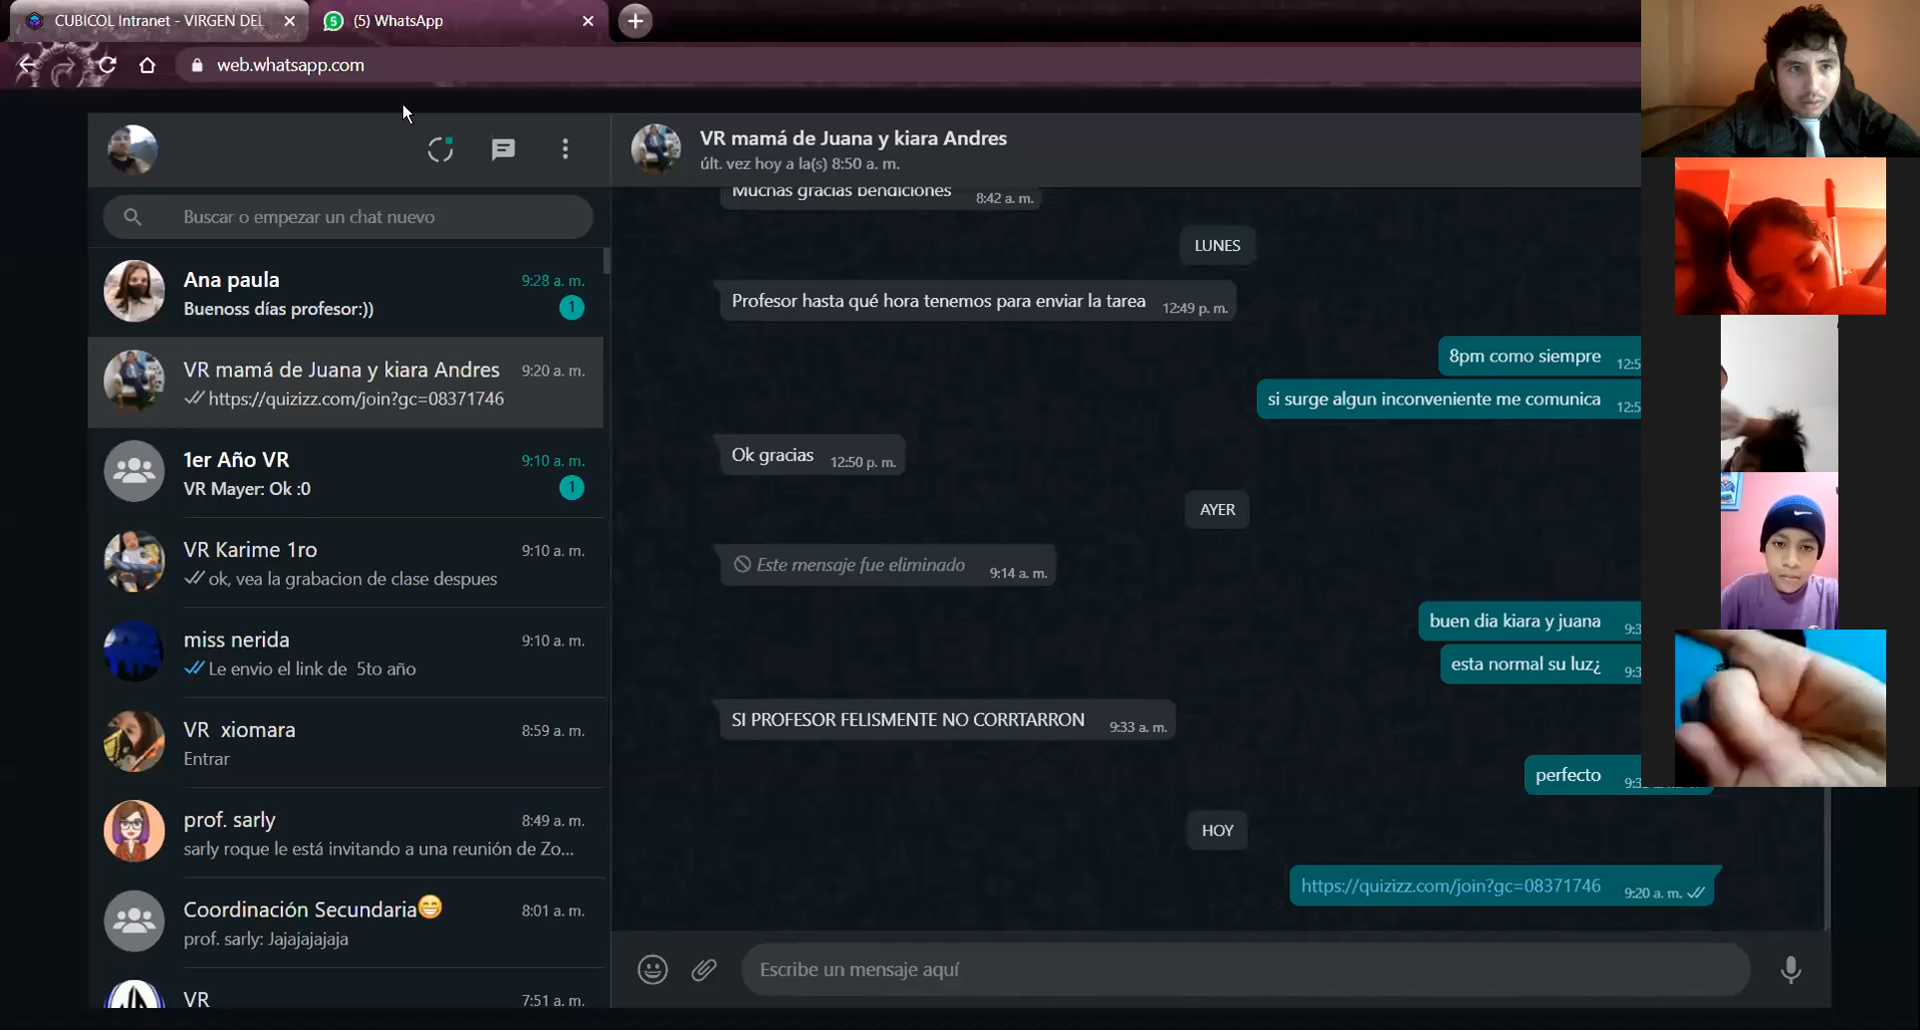 CUBICOL Intranet - VIRGEN DEL
(5) WhatsApp
web.whatsapp.com
Buscar o empezar un chat nuevo
Ana paula
9:28 a. m.
Buenoss días profesor:))
1
VR mamá de Juana y kiara Andres
9:20 a. m.
https://quizizz.com/join?gc=08371746
1er Año VR
9:10 a. m.
VR Mayer: Ok :0
1
VR Karime 1ro
9:10 a. m.
ok, vea la grabacion de clase despues
miss nerida
9:10 a. m.
Le envio el link de 5to año
VR xiomara
8:59 a. m.
Entrar
prof. sarly
8:49 a. m.
sarly roque le está invitando a una reunión de Zo...
Coordinación Secundaria😁
8:01 a. m.
prof. sarly: Jajajajajaja
VR
7:51 a. m.
VR mamá de Juana y kiara Andres
últ. vez hoy a la(s) 8:50 a. m.
Muchas gracias bendiciones
8:42 a. m.
LUNES
Profesor hasta qué hora tenemos para enviar la tarea
12:49 p. m.
8pm como siempre
12:5
si surge algun inconveniente me comunica
12:5
Ok gracias
12:50 p. m.
AYER
Este mensaje fue eliminado
9:14 a. m.
buen dia kiara y juana
9:3
esta normal su luz¿
9:3
SI PROFESOR FELISMENTE NO CORRTARRON
9:33 a. m.
perfecto
HOY
https://quizizz.com/join?gc=08371746
9:20 a. m.
Escribe un mensaje aquí